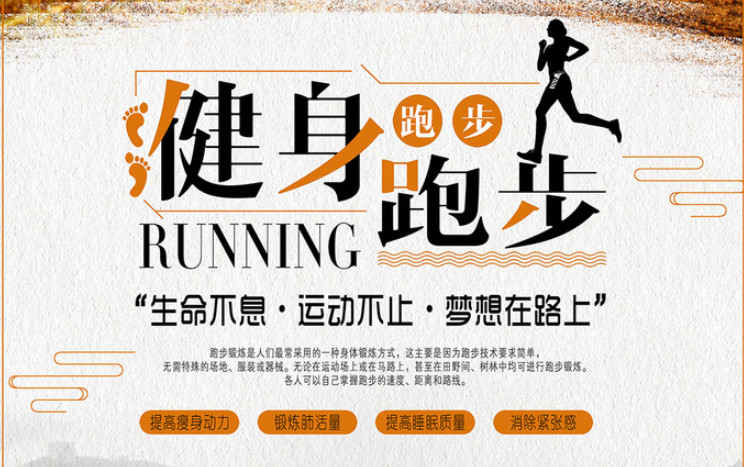 健身
跑步
跑步
RUNNING
“生命不息·运动不止·梦想在路上”
跑步锻炼是人们最常采用的一种身体锻炼方式，这主要是因为跑步技术要求简单，
无需特殊的场地、服装或器械。无论在运动场上或在马路上，甚至在田野间、树林中均可进行跑步锻炼。
各人可以自己掌握跑步的速度、距离和路线。
提高瘦身动力 锻炼肺活量 提高睡眠质量 消除紧张感